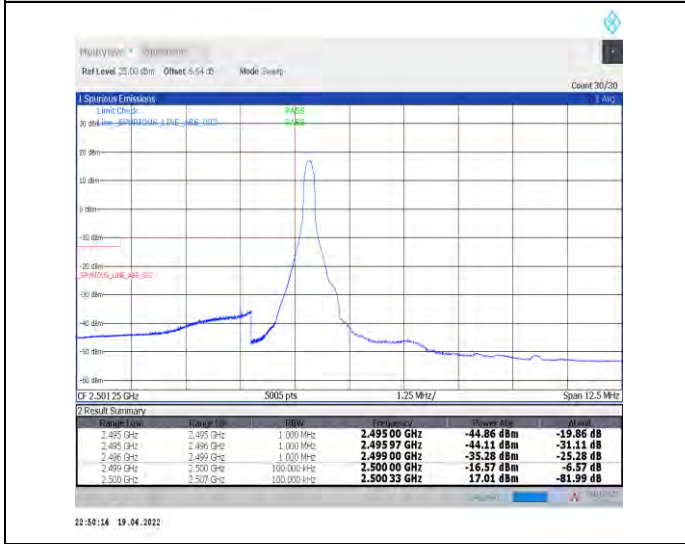 MultiView Spectrum
Ref Level 25.00 dBm Offset 6.64 dB Mode Sweep
Count 30/30
1 Spurious Emissions 1 Avg
Limit Check PASS
Line _SPURIOUS_LINE_ABS_002 PASS
30 dBm
20 dBm
10 dBm
0 dBm
-10 dBm
-20 dBm
_SPURIOUS_LINE_ABS_002
-30 dBm
-40 dBm
-50 dBm
-60 dBm
CF 2.50125 GHz 5005 pts 1.25 MHz/ Span 12.5 MHz
2 Result Summary
Range Low Range Up RBW Frequency Power Abs ΔLimit
2.495 GHz 2.495 GHz 1.000 MHz 2.495 00 GHz -44.86 dBm -19.86 dB
2.495 GHz 2.496 GHz 1.000 MHz 2.495 97 GHz -44.11 dBm -31.11 dB
2.496 GHz 2.499 GHz 1.000 MHz 2.499 00 GHz -35.28 dBm -25.28 dB
2.499 GHz 2.500 GHz 100.000 kHz 2.500 00 GHz -16.57 dBm -6.57 dB
2.500 GHz 2.507 GHz 100.000 kHz 2.500 33 GHz 17.01 dBm -81.99 dB
22:50:14 19.04.2022